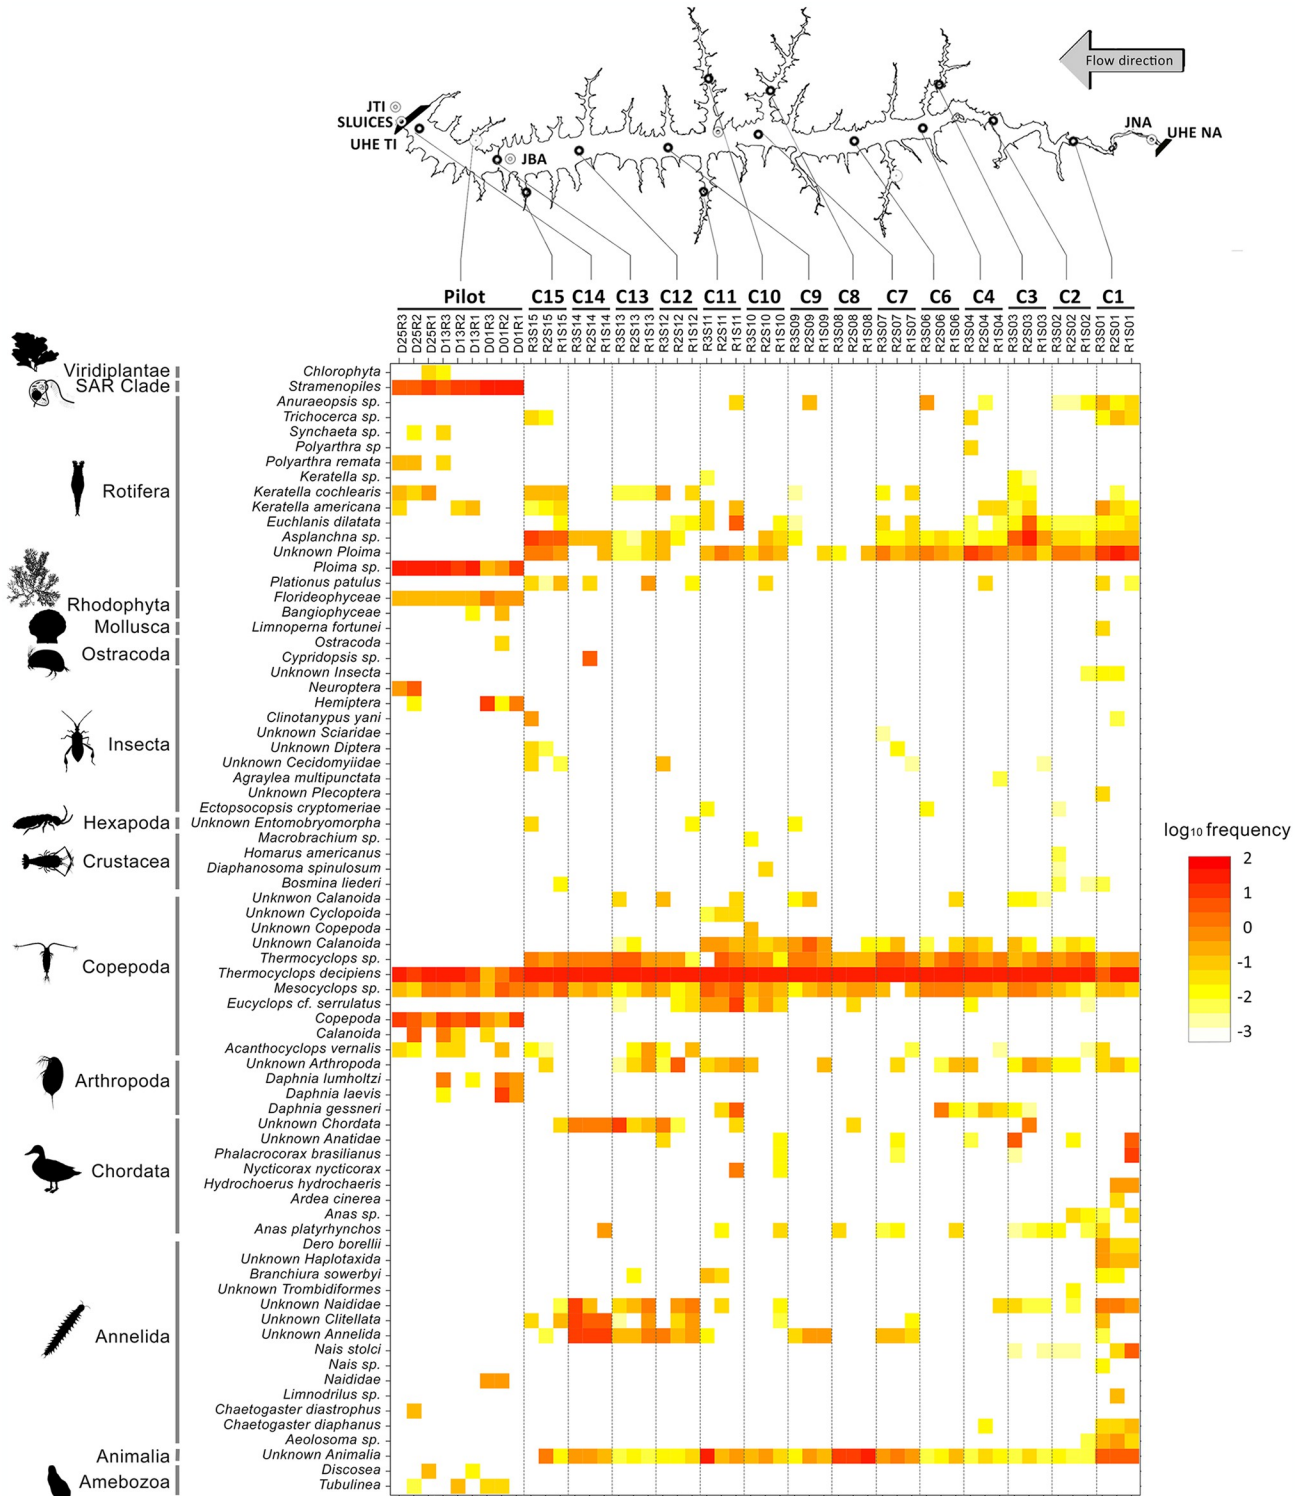 Flow direction
JTI
SLUICES
UHE TI
JBA
JNA
UHE NA
Pilot C15 C14 C13 C12 C11 C10 C9 C8 C7 C6 C4 C3 C2 C1
D25R3 D25R2 D25R1 D13R3 D13R2 D13R1 D01R3 D01R2 D01R1 R3S15 R2S15 R1S15 R3S14 R2S14 R1S14 R3S13 R2S13 R1S13 R3S12 R2S12 R1S12 R3S11 R2S11 R1S11 R3S10 R2S10 R1S10 R3S09 R2S09 R1S09 R3S08 R2S08 R1S08 R3S07 R2S07 R1S07 R3S06 R2S06 R1S06 R3S04 R2S04 R1S04 R3S03 R2S03 R1S03 R3S02 R2S02 R1S02 R3S01 R2S01 R1S01
Viridiplantae
SAR Clade
Rotifera
Rhodophyta
Mollusca
Ostracoda
Insecta
Hexapoda
Crustacea
Copepoda
Arthropoda
Chordata
Annelida
Animalia
Amebozoa
Chlorophyta
Stramenopiles
Anuraeopsis sp.
Trichocerca sp.
Synchaeta sp.
Polyarthra sp
Polyarthra remata
Keratella sp.
Keratella cochlearis
Keratella americana
Euchlanis dilatata
Asplanchna sp.
Unknown Ploima
Ploima sp.
Plationus patulus
Florideophyceae
Bangiophyceae
Limnoperna fortunei
Ostracoda
Cypridopsis sp.
Unknown Insecta
Neuroptera
Hemiptera
Clinotanypus yani
Unknown Sciaridae
Unknown Diptera
Unknown Cecidomyiidae
Agraylea multipunctata
Unknown Plecoptera
Ectopsocopsis cryptomeriae
Unknown Entomobryomorpha
Macrobrachium sp.
Homarus americanus
Diaphanosoma spinulosum
Bosmina liederi
Unknwon Calanoida
Unknown Cyclopoida
Unknown Copepoda
Unknown Calanoida
Thermocyclops sp.
Thermocyclops decipiens
Mesocyclops sp.
Eucyclops cf. serrulatus
Copepoda
Calanoida
Acanthocyclops vernalis
Unknown Arthropoda
Daphnia lumholtzi
Daphnia laevis
Daphnia gessneri
Unknown Chordata
Unknown Anatidae
Phalacrocorax brasilianus
Nycticorax nycticorax
Hydrochoerus hydrochaeris
Ardea cinerea
Anas sp.
Anas platyrhynchos
Dero borellii
Unknown Haplotaxida
Branchiura sowerbyi
Unknown Trombidiformes
Unknown Naididae
Unknown Clitellata
Unknown Annelida
Nais stolci
Nais sp.
Naididae
Limnodrilus sp.
Chaetogaster diastrophus
Chaetogaster diaphanus
Aeolosoma sp.
Unknown Animalia
Discosea
Tubulinea
log₁₀ frequency
2
1
0
-1
-2
-3